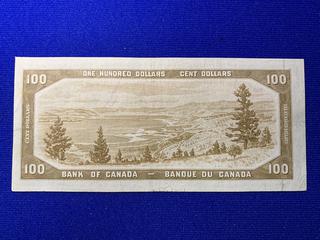 100 ONE HUNDRED DOLLARS CENT DOLLARS 100
100 BANK OF CANADA - BANQUE DU CANADA 100